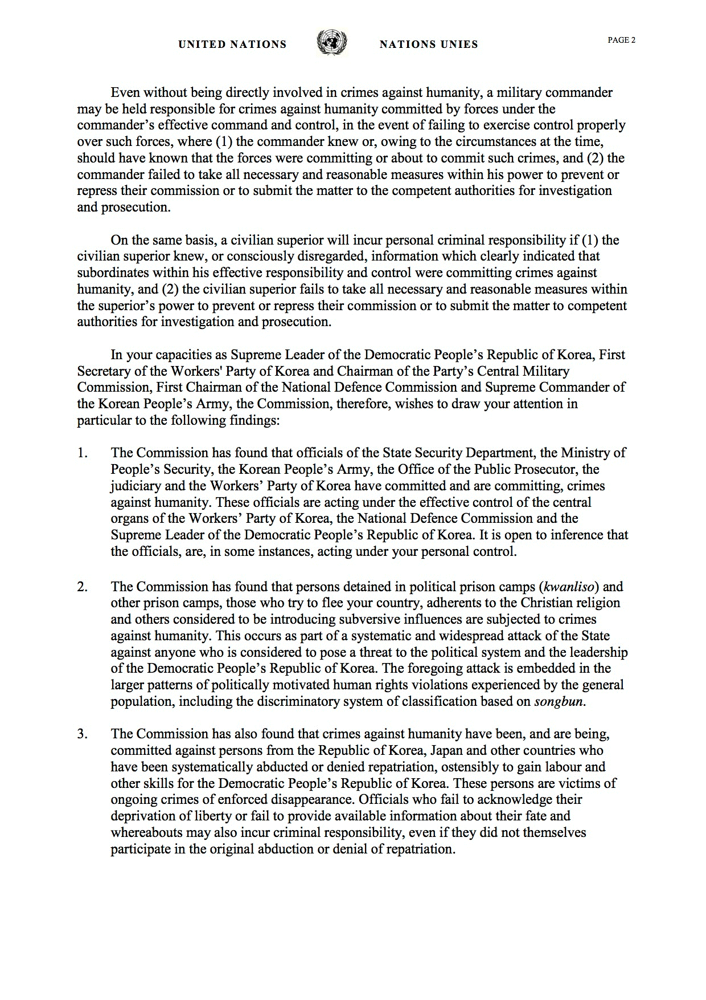 UNITED NATIONS NATIONS UNIES PAGE 2
Even without being directly involved in crimes against humanity, a military commander
may be held responsible for crimes against humanity committed by forces under the
commander’s effective command and control, in the event of failing to exercise control properly
over such forces, where (1) the commander knew or, owing to the circumstances at the time,
should have known that the forces were committing or about to commit such crimes, and (2) the
commander failed to take all necessary and reasonable measures within his power to prevent or
repress their commission or to submit the matter to the competent authorities for investigation
and prosecution.
On the same basis, a civilian superior will incur personal criminal responsibility if (1) the
civilian superior knew, or consciously disregarded, information which clearly indicated that
subordinates within his effective responsibility and control were committing crimes against
humanity, and (2) the civilian superior fails to take all necessary and reasonable measures within
the superior’s power to prevent or repress their commission or to submit the matter to competent
authorities for investigation and prosecution.
In your capacities as Supreme Leader of the Democratic People’s Republic of Korea, First
Secretary of the Workers' Party of Korea and Chairman of the Party’s Central Military
Commission, First Chairman of the National Defence Commission and Supreme Commander of
the Korean People’s Army, the Commission, therefore, wishes to draw your attention in
particular to the following findings:
1. The Commission has found that officials of the State Security Department, the Ministry of
People’s Security, the Korean People’s Army, the Office of the Public Prosecutor, the
judiciary and the Workers’ Party of Korea have committed and are committing, crimes
against humanity. These officials are acting under the effective control of the central
organs of the Workers’ Party of Korea, the National Defence Commission and the
Supreme Leader of the Democratic People’s Republic of Korea. It is open to inference that
the officials, are, in some instances, acting under your personal control.
2. The Commission has found that persons detained in political prison camps (kwanliso) and
other prison camps, those who try to flee your country, adherents to the Christian religion
and others considered to be introducing subversive influences are subjected to crimes
against humanity. This occurs as part of a systematic and widespread attack of the State
against anyone who is considered to pose a threat to the political system and the leadership
of the Democratic People’s Republic of Korea. The foregoing attack is embedded in the
larger patterns of politically motivated human rights violations experienced by the general
population, including the discriminatory system of classification based on songbun.
3. The Commission has also found that crimes against humanity have been, and are being,
committed against persons from the Republic of Korea, Japan and other countries who
have been systematically abducted or denied repatriation, ostensibly to gain labour and
other skills for the Democratic People’s Republic of Korea. These persons are victims of
ongoing crimes of enforced disappearance. Officials who fail to acknowledge their
deprivation of liberty or fail to provide available information about their fate and
whereabouts may also incur criminal responsibility, even if they did not themselves
participate in the original abduction or denial of repatriation.